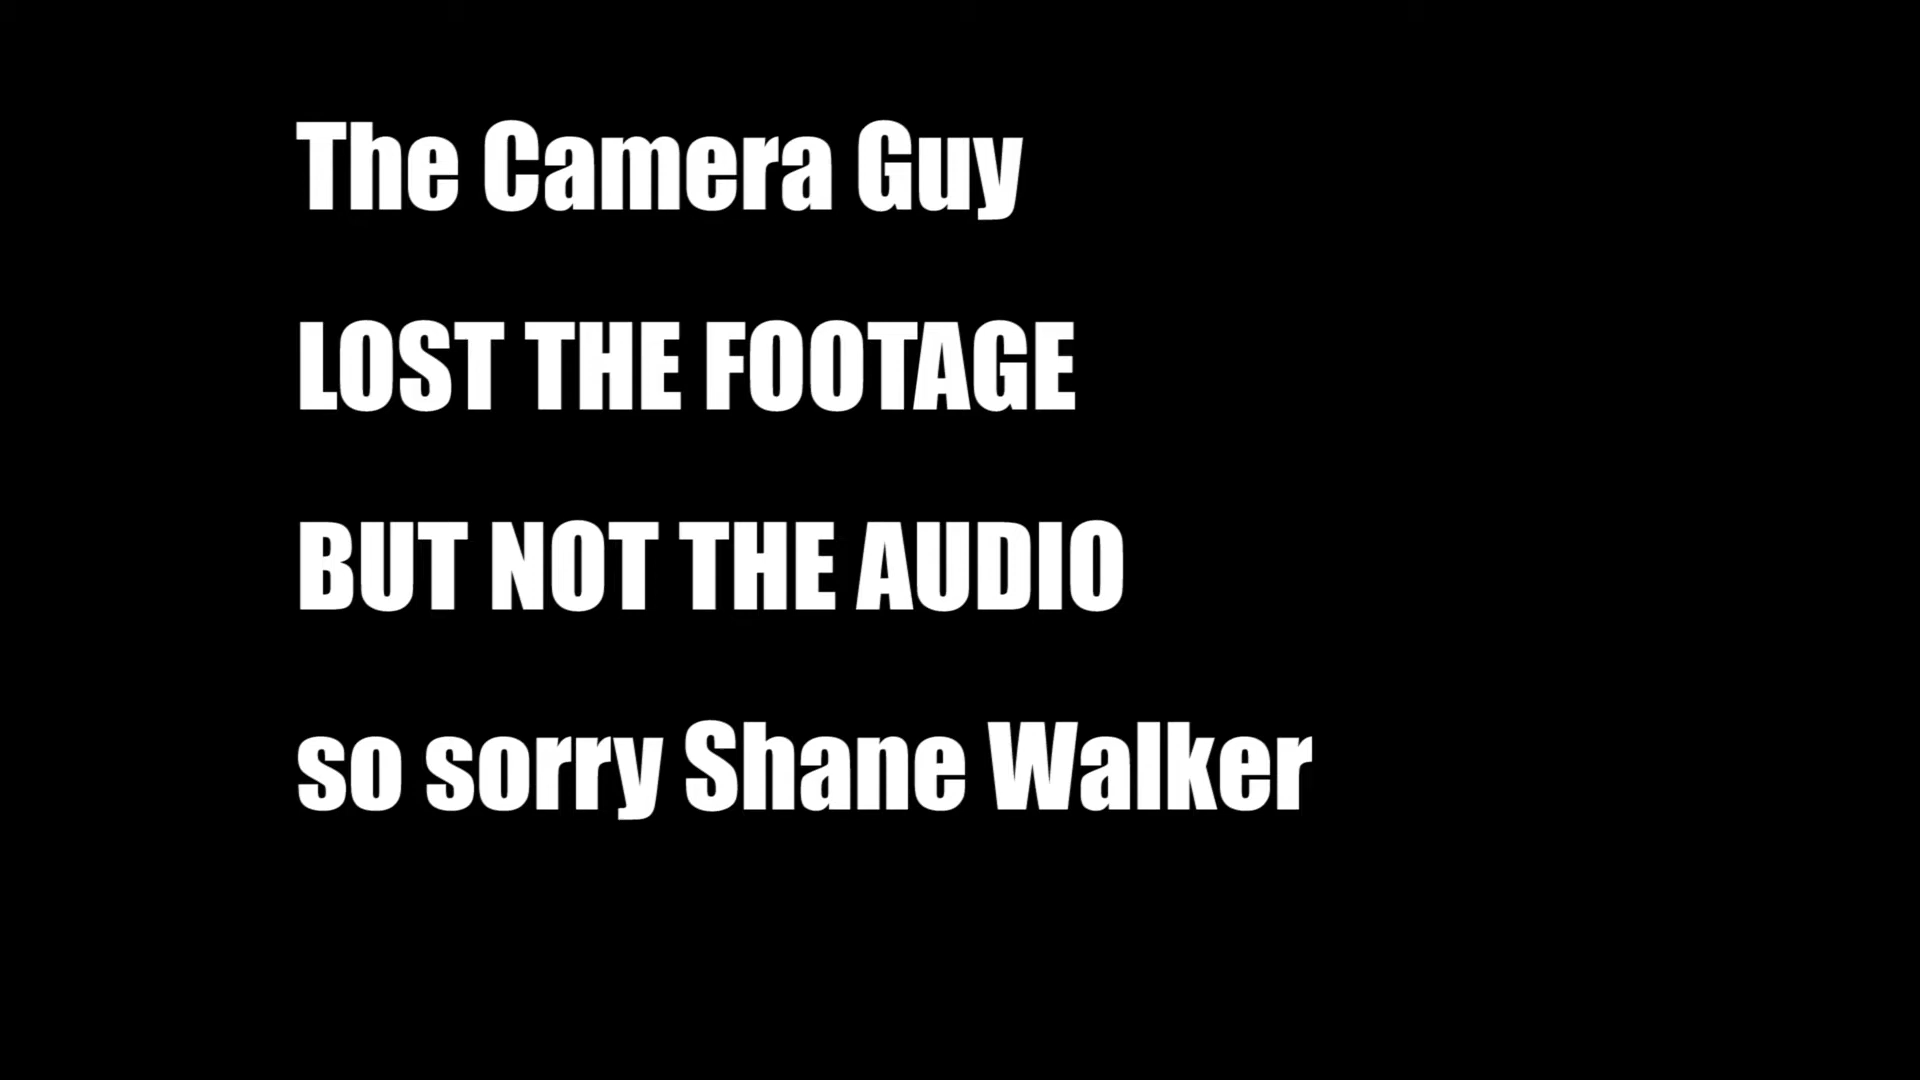 The Camera Guy
LOST THE FOOTAGE
BUT NOT THE AUDIO
so sorry Shane Walker